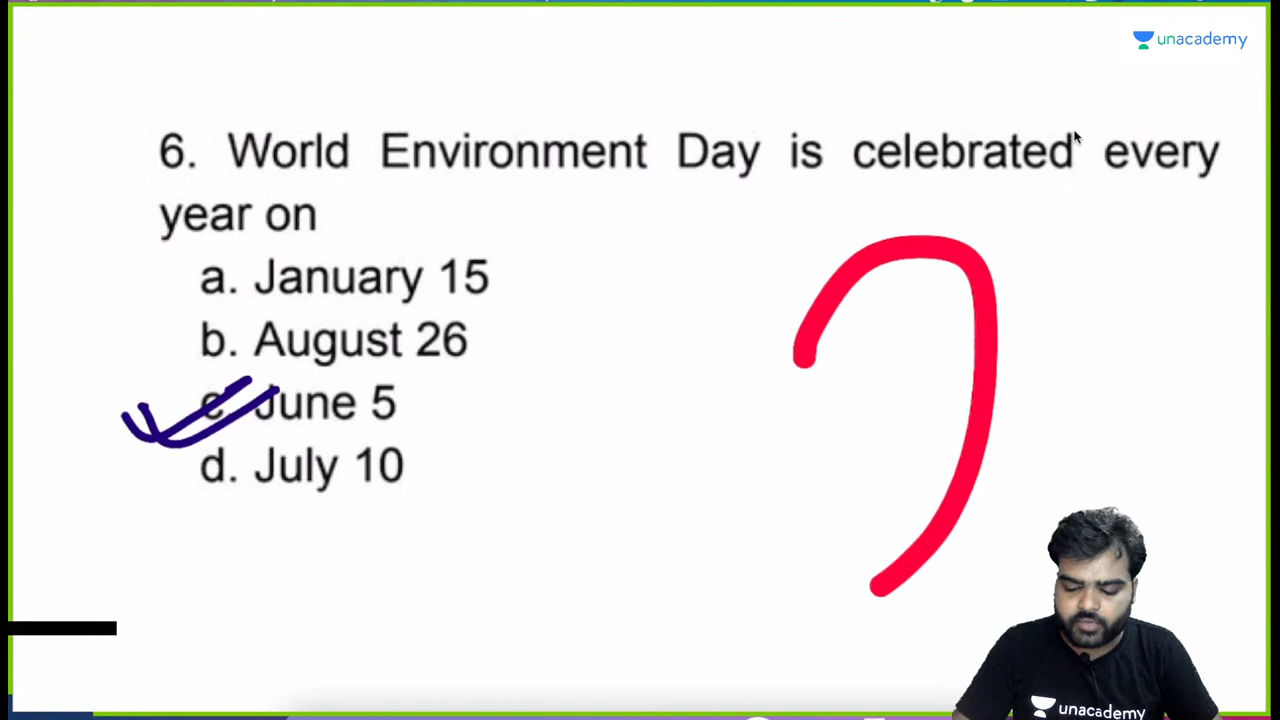 unacademy
6. World Environment Day is celebrated every
year on
a. January 15
b. August 26
c. June 5
d. July 10
unacademy